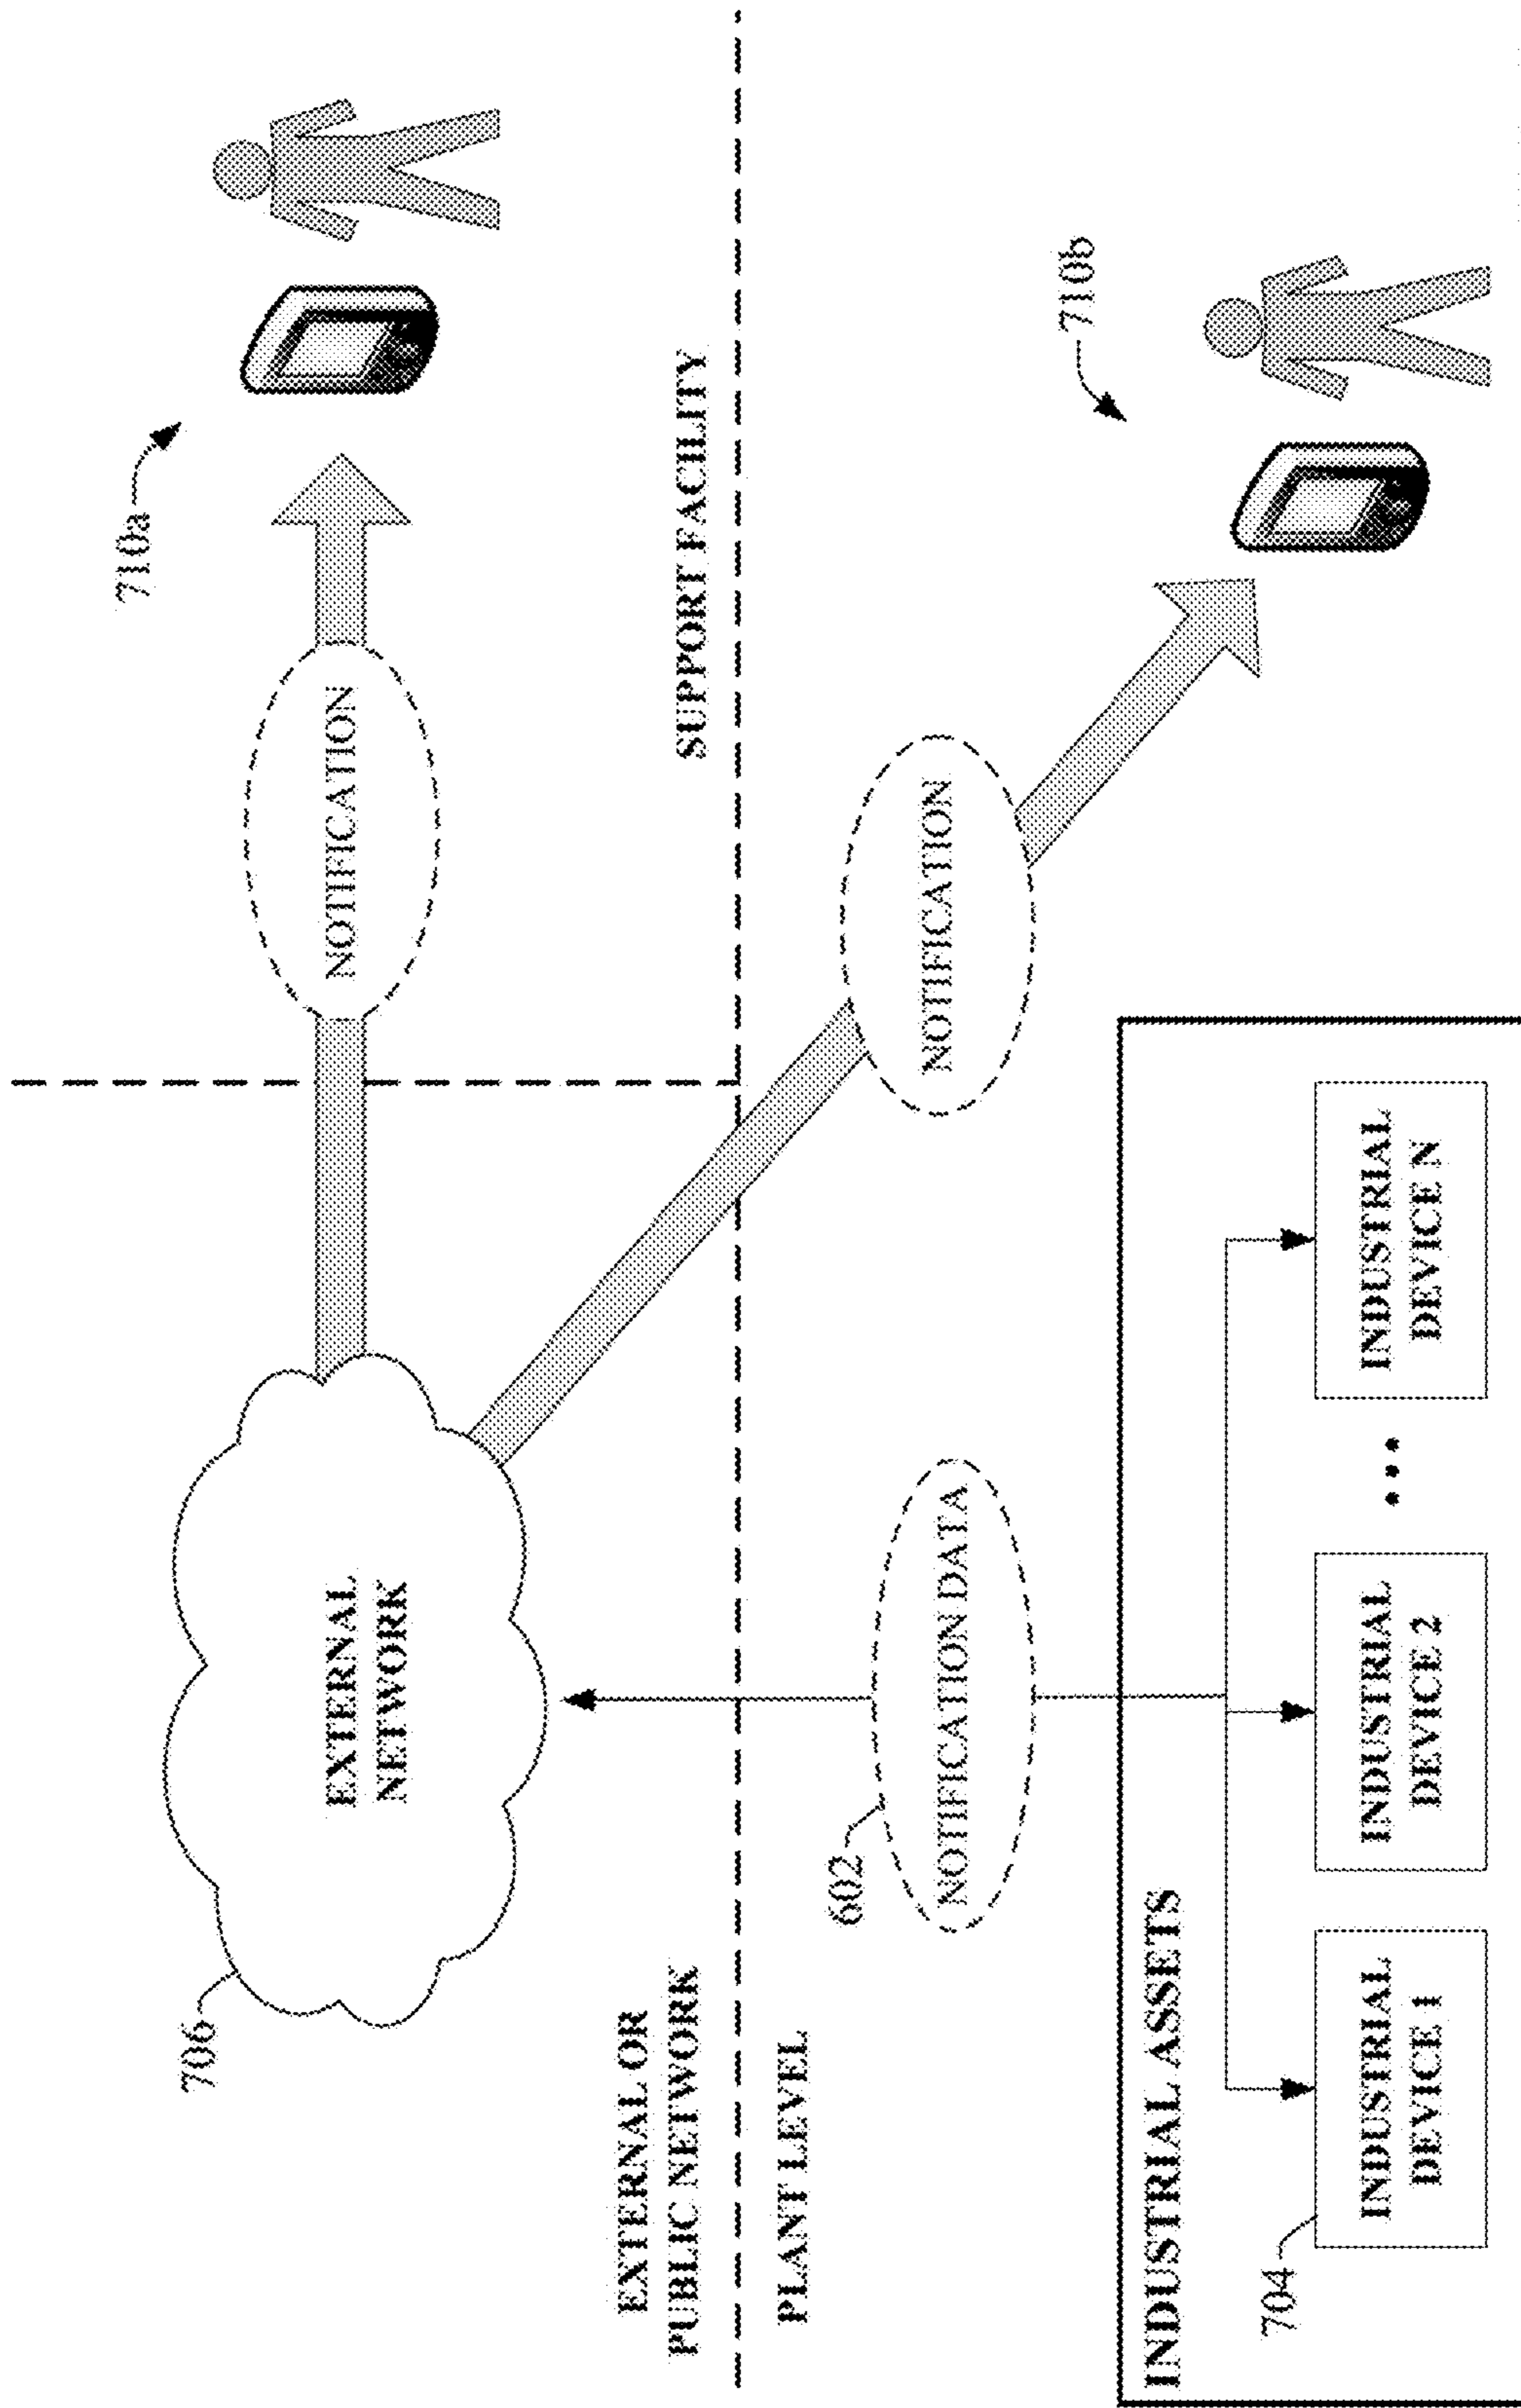 706
EXTERNAL
NETWORK
NOTIFICATION
710a
EXTERNAL OR
PUBLIC NETWORK
SUPPORT FACILITY
PLANT LEVEL
602
NOTIFICATION DATA
NOTIFICATION
710b
INDUSTRIAL ASSETS
704
INDUSTRIAL
DEVICE 1
INDUSTRIAL
DEVICE 2
•••
INDUSTRIAL
DEVICE N